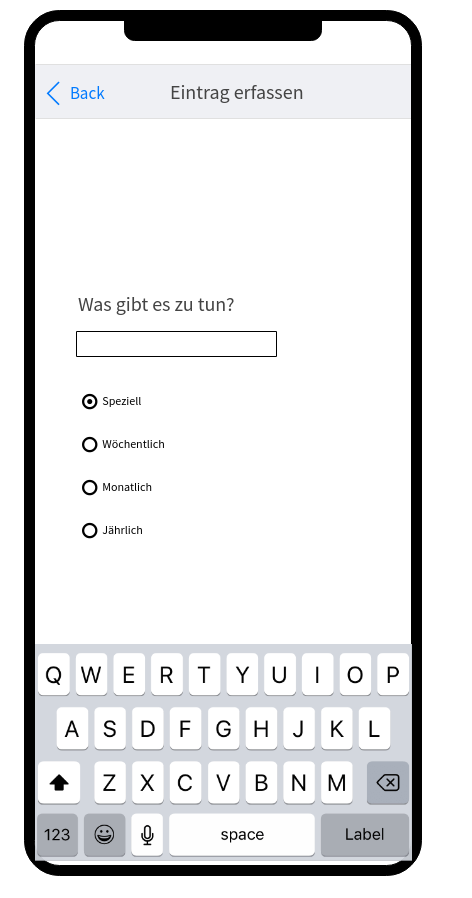 Back Eintrag erfassen
Was gibt es zu tun?
Speziell
Wöchentlich
Monatlich
Jährlich
Q W E R T Y U I O P
A S D F G H J K L
Z X C V B N M
123 space Label